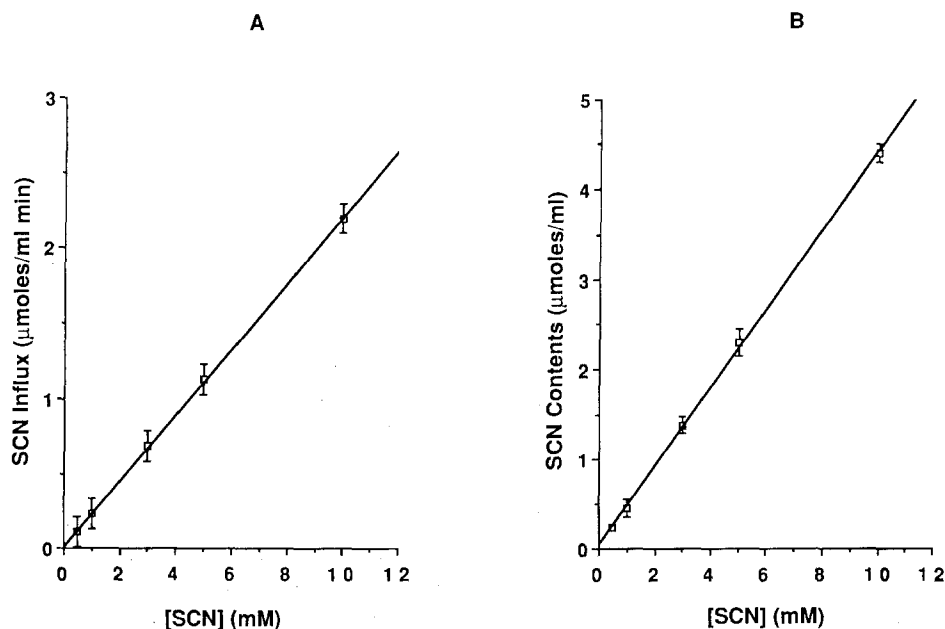 A
B
SCN Influx (μmoles/ml min)
3
2
1
0
0 2 4 6 8 10 12
[SCN] (mM)
SCN Contents (μmoles/ml)
5
4
3
2
1
0
0 2 4 6 8 10 12
[SCN] (mM)